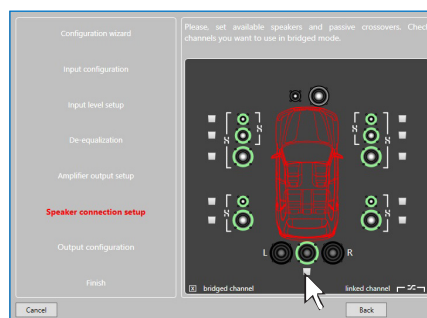 Configuration wizard
Input configuration
Input level setup
De-equalization
Amplifier output setup
Speaker connection setup
Output configuration
Finish
Please, set available speakers and passive crossovers. Chec
channels you want to use in bridged mode.
L R
X bridged channel
linked channel
Cancel
Back